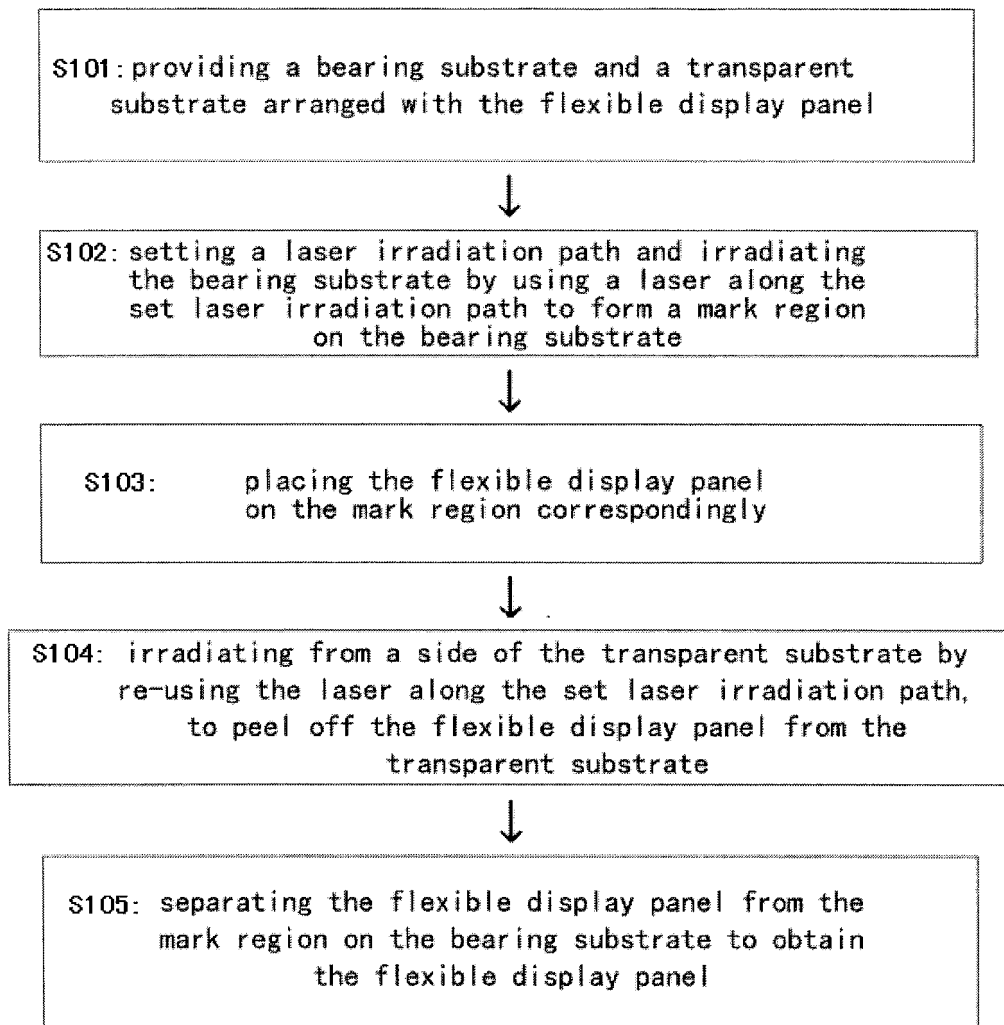 S101: providing a bearing substrate and a transparent
substrate arranged with the flexible display panel
↓
S102: setting a laser irradiation path and irradiating
the bearing substrate by using a laser along the
set laser irradiation path to form a mark region
on the bearing substrate
↓
S103: placing the flexible display panel
on the mark region correspondingly
↓
S104: irradiating from a side of the transparent substrate by
re-using the laser along the set laser irradiation path,
to peel off the flexible display panel from the
transparent substrate
↓
S105: separating the flexible display panel from the
mark region on the bearing substrate to obtain
the flexible display panel